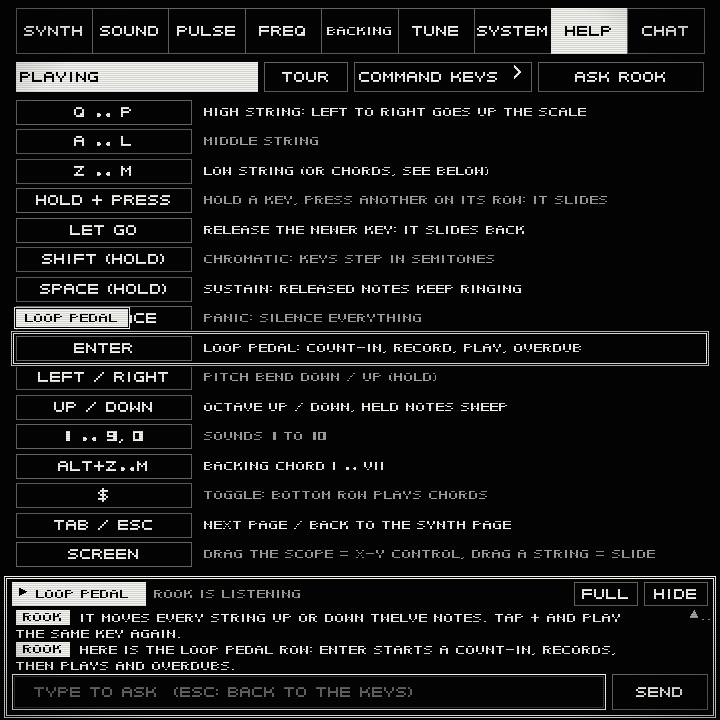 SYNTH SOUND PULSE FREQ BACKING TUNE SYSTEM HELP CHAT
PLAYING TOUR COMMAND KEYS > ASK ROOK
Q .. P HIGH STRING: LEFT TO RIGHT GOES UP THE SCALE
A .. L MIDDLE STRING
Z .. M LOW STRING (OR CHORDS, SEE BELOW)
HOLD + PRESS HOLD A KEY, PRESS ANOTHER ON ITS ROW: IT SLIDES
LET GO RELEASE THE NEWER KEY: IT SLIDES BACK
SHIFT (HOLD) CHROMATIC: KEYS STEP IN SEMITONES
SPACE (HOLD) SUSTAIN: RELEASED NOTES KEEP RINGING
LOOP PEDAL CE PANIC: SILENCE EVERYTHING
ENTER LOOP PEDAL: COUNT-IN, RECORD, PLAY, OVERDUB
LEFT / RIGHT PITCH BEND DOWN / UP (HOLD)
UP / DOWN OCTAVE UP / DOWN, HELD NOTES SWEEP
1 .. 9, 0 SOUNDS 1 TO 10
ALT+Z..M BACKING CHORD I .. VII
$ TOGGLE: BOTTOM ROW PLAYS CHORDS
TAB / ESC NEXT PAGE / BACK TO THE SYNTH PAGE
SCREEN DRAG THE SCOPE = X-Y CONTROL, DRAG A STRING = SLIDE
LOOP PEDAL ROOK IS LISTENING FULL HIDE
ROOK IT MOVES EVERY STRING UP OR DOWN TWELVE NOTES. TAP + AND PLAY
THE SAME KEY AGAIN.
ROOK HERE IS THE LOOP PEDAL ROW: ENTER STARTS A COUNT-IN, RECORDS,
THEN PLAYS AND OVERDUBS.
TYPE TO ASK (ESC: BACK TO THE KEYS) SEND